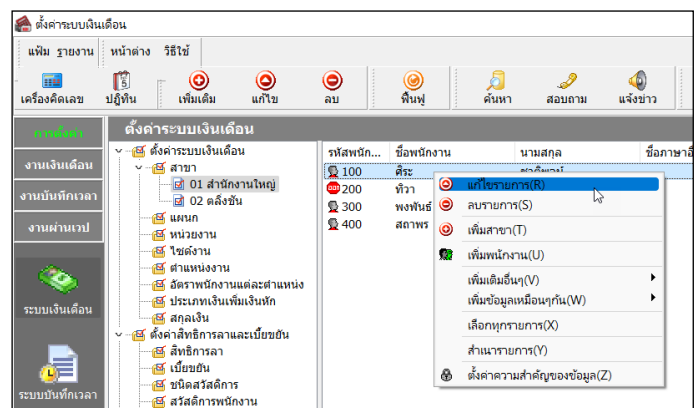 ตั้งค่าระบบเงินเดือน
แฟ้ม รายงาน หน้าต่าง วิธีใช้
เครื่องคิดเลข ปฏิทิน เพิ่มเติม แก้ไข ลบ ฟื้นฟู ค้นหา สอบถาม แจ้งข่าว
การตั้งค่า
งานเงินเดือน
งานบันทึกเวลา
งานผ่านเวป
ระบบเงินเดือน
ระบบบันทึกเวลา
ตั้งค่าระบบเงินเดือน
ตั้งค่าระบบเงินเดือน
สาขา
01 สำนักงานใหญ่
02 ตลิ่งชัน
แผนก
หน่วยงาน
ไซด์งาน
ตำแหน่งงาน
อัตราพนักงานแต่ละตำแหน่ง
ประเภทเงินเพิ่มเงินหัก
สกุลเงิน
ตั้งค่าสิทธิการลาและเบี้ยขยัน
สิทธิการลา
เบี้ยขยัน
ชนิดสวัสดิการ
สวัสดิการพนักงาน
รหัสพนัก... ชื่อพนักงาน นามสกุล ชื่อภาษาอั
100 ศิระ
200 ทิวา
300 พงพันธ์
400 สถาพร
แก้ไขรายการ(R)
ลบรายการ(S)
เพิ่มสาขา(T)
เพิ่มพนักงาน(U)
เพิ่มเติมอื่นๆ(V)
เพิ่มข้อมูลเหมือนๆกัน(W)
เลือกทุกรายการ(X)
สำเนารายการ(Y)
ตั้งค่าความสำคัญของข้อมูล(Z)